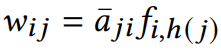 w_{ij} = \bar{a}_{ji} f_{i,h(j)}